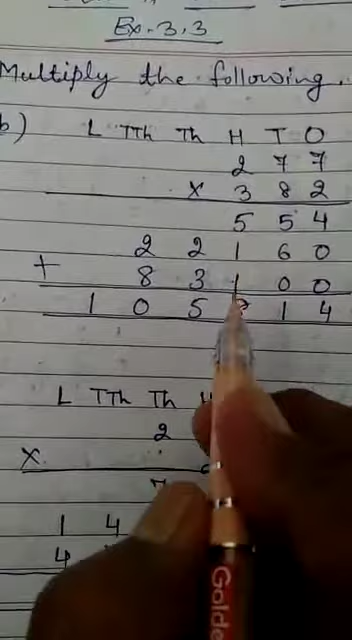 Ex-3.3
Multiply the following.
b) L TTh Th H T O
2 7 7
x 3 8 2
5 5 4
2 2 1 6 0
+ 8 3 1 0 0
1 0 5 1 4
L TTh Th
2
x
1 4
4
Golde